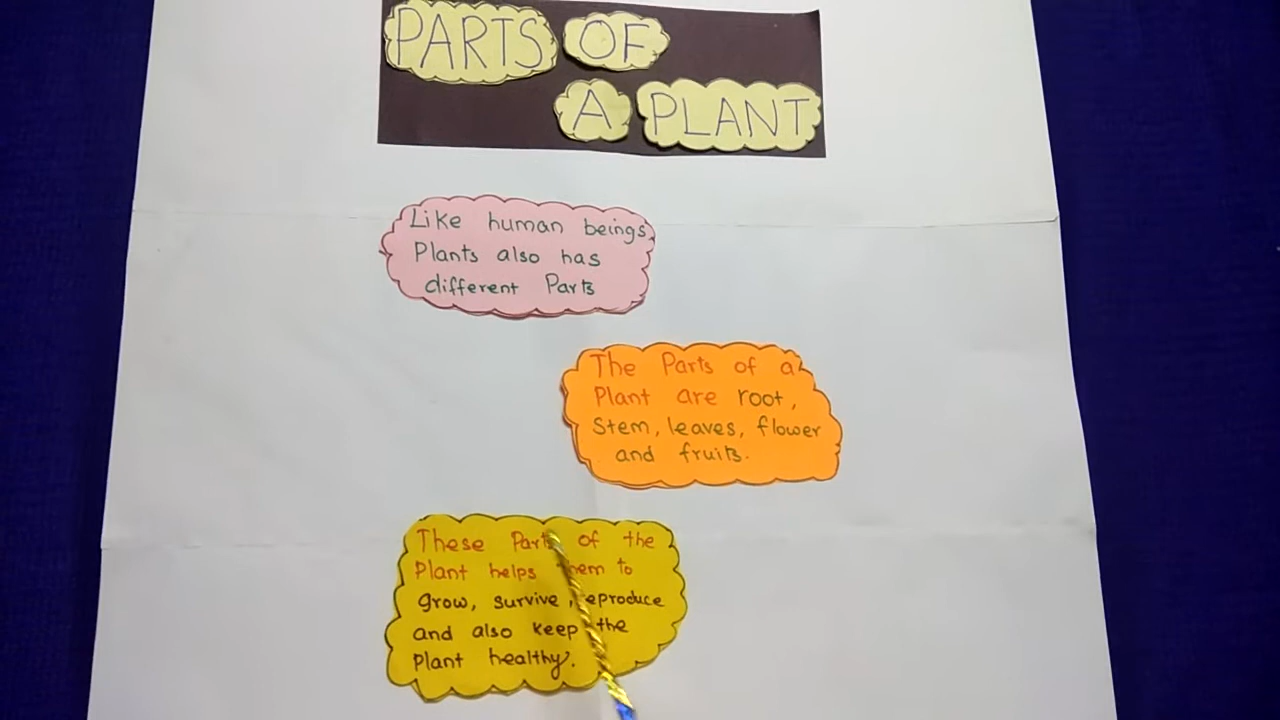 PARTS OF
A PLANT
Like human beings,
Plants also has
different Parts
The Parts of a
Plant are root,
Stem, leaves, flower
and fruits.
These Parts of the
Plant helps them to
grow, survive, reproduce
and also keep the
plant healthy.